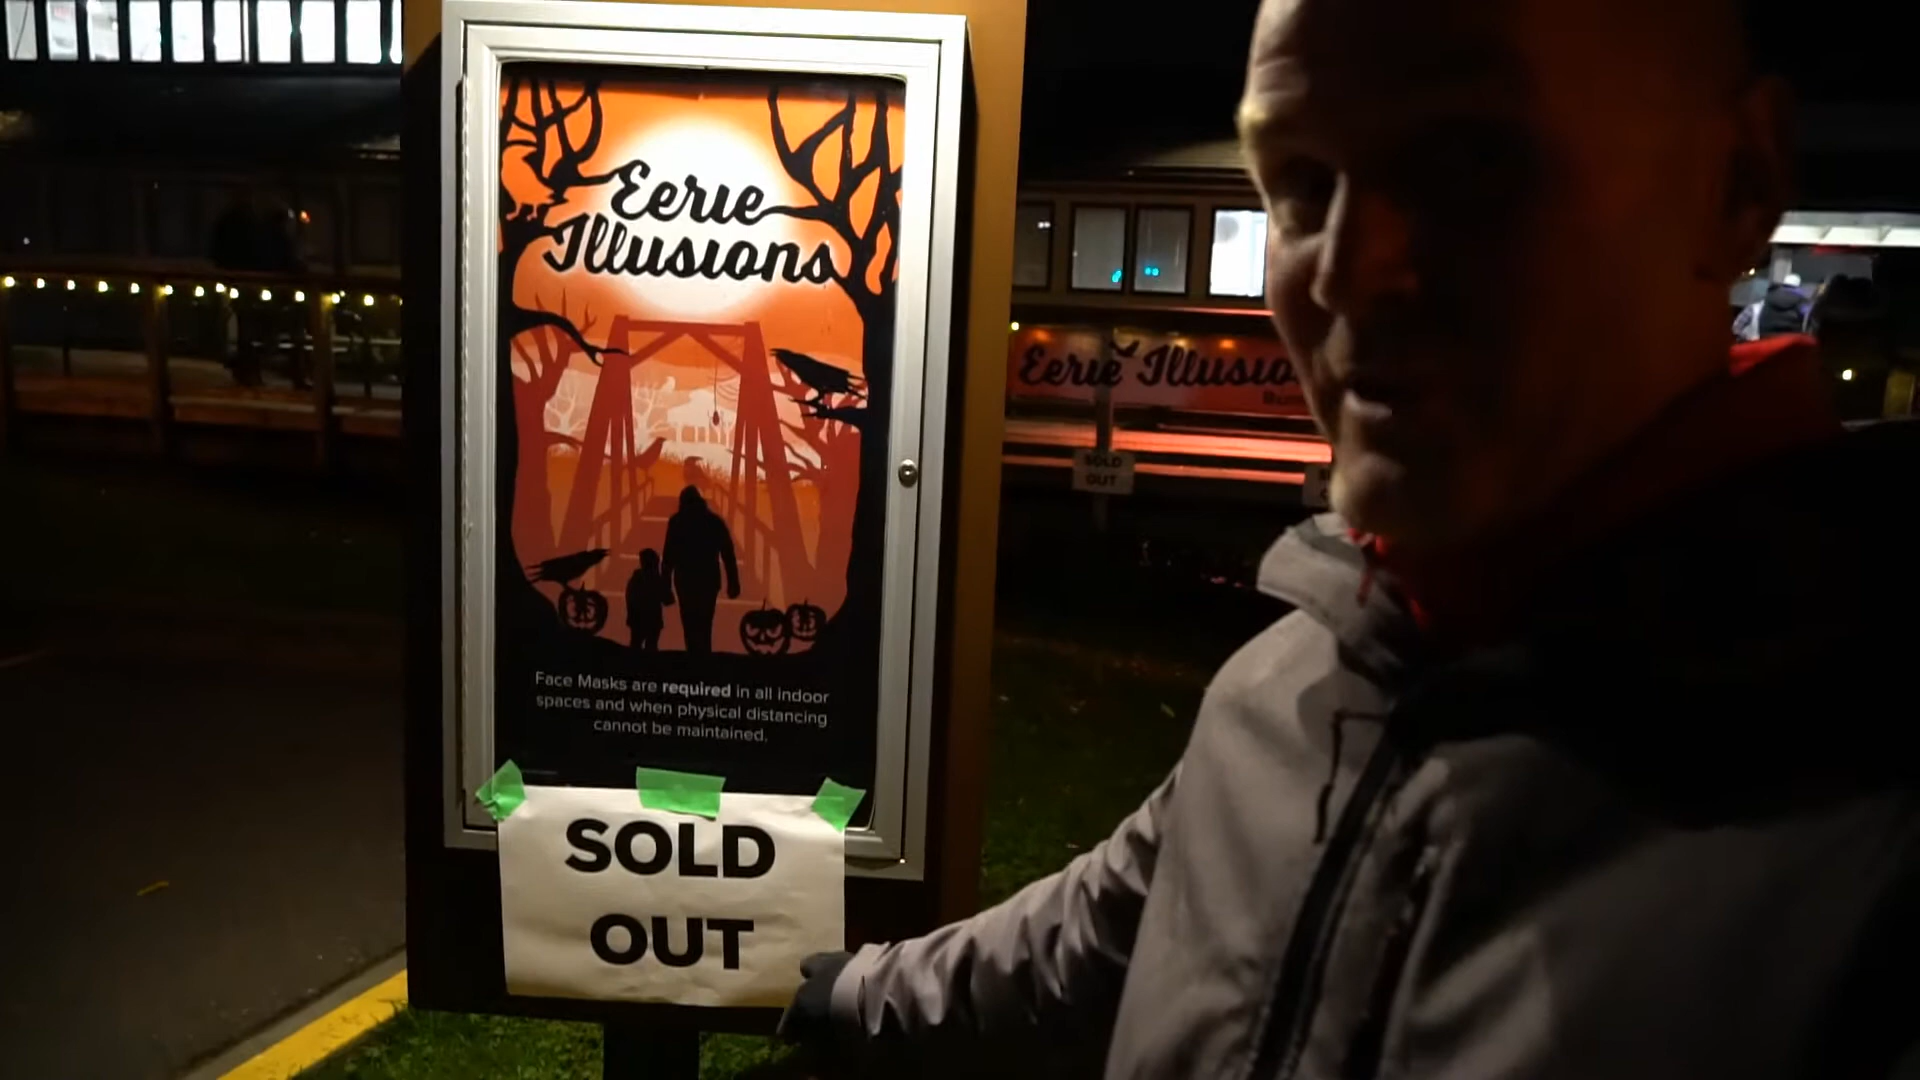 Eerie
Illusions
Face Masks are required in all indoor
spaces and when physical distancing
cannot be maintained.
SOLD
OUT
Eerie
SOLD
OUT